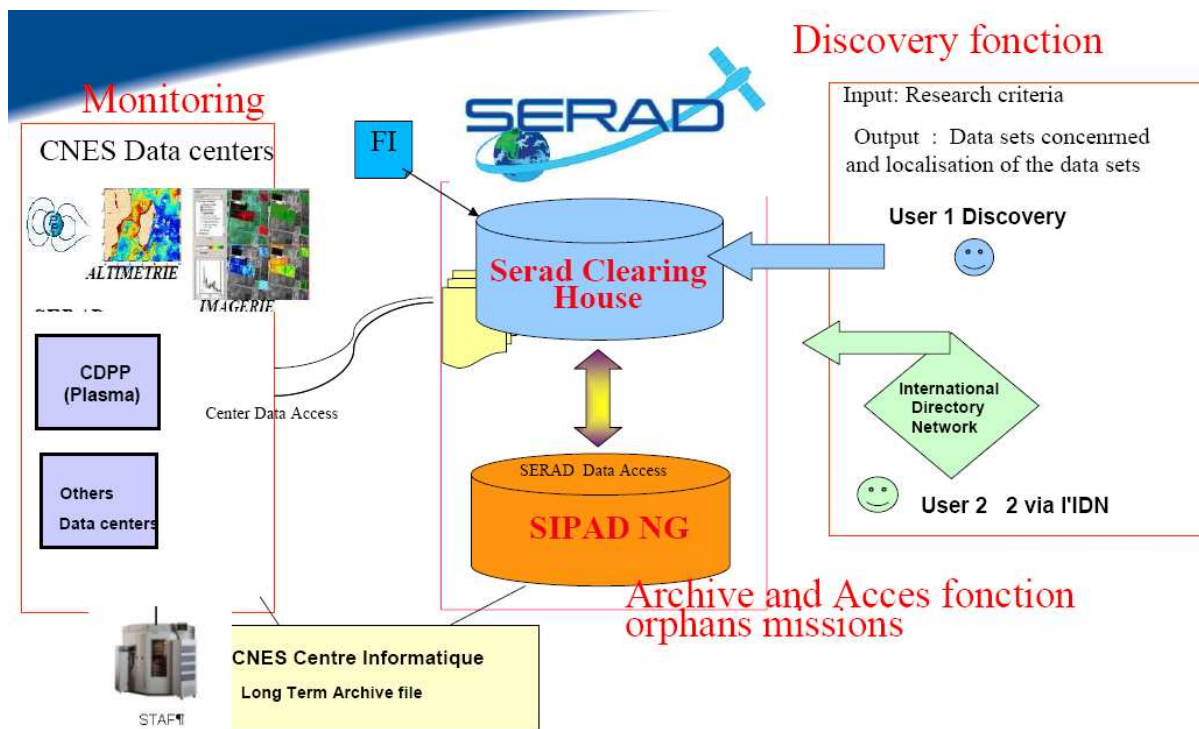 Discovery fonction
Monitoring
SERAD
Input: Research criteria
Output : Data sets concenrned
and localisation of the data sets
CNES Data centers
FI
User 1 Discovery
ALTIMETRIE
IMAGERIE
Serad Clearing
House
CDPP
(Plasma)
Center Data Access
International
Directory
Network
SERAD Data Access
Others
Data centers
User 2 2 via l'IDN
SIPAD NG
Archive and Acces fonction
orphans missions
CNES Centre Informatique
Long Term Archive file
STAF¶